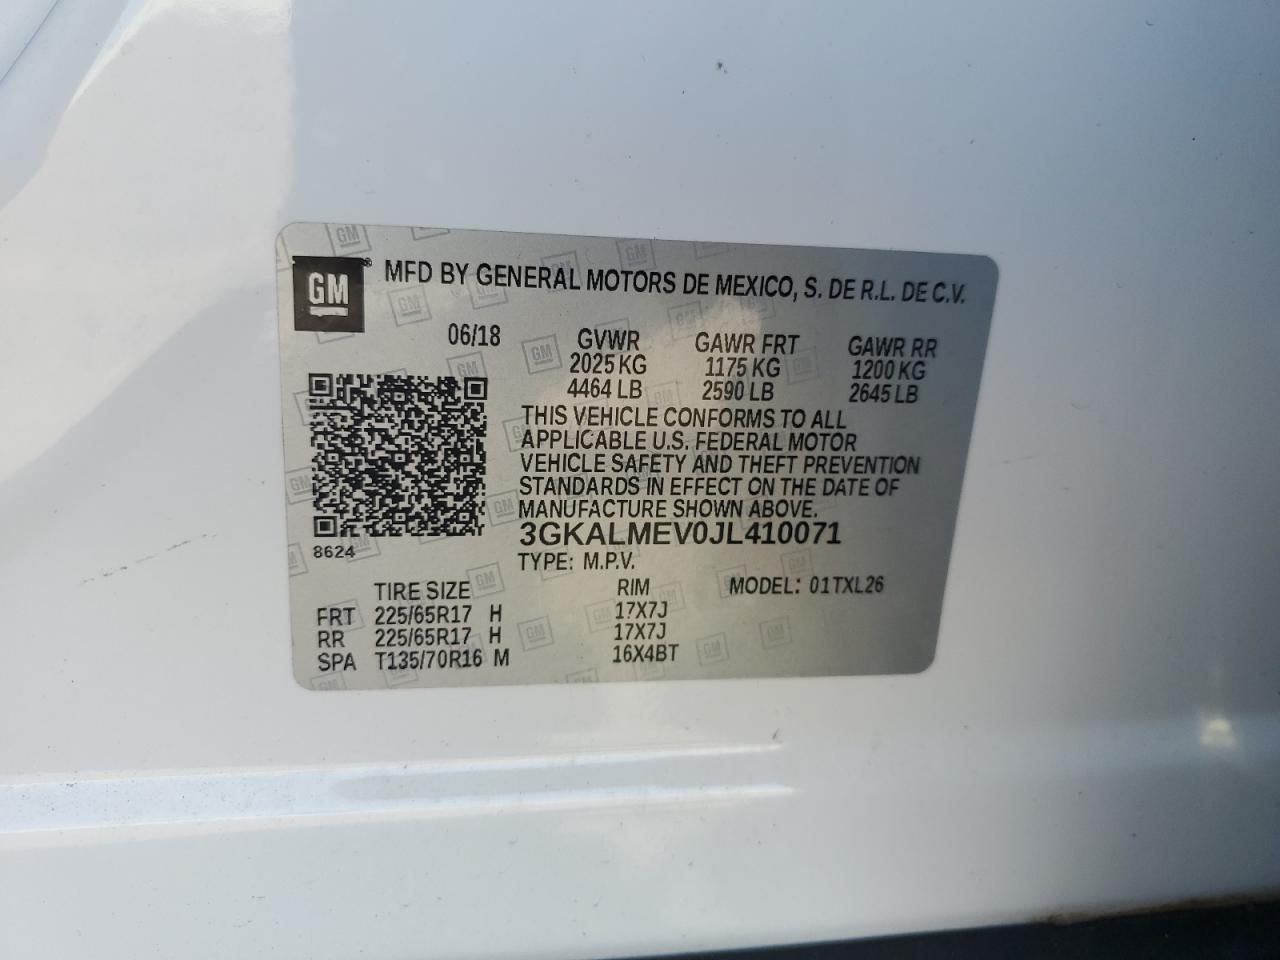 GM ® MFD BY GENERAL MOTORS DE MEXICO, S. DE R.L. DE C.V.
06/18 GVWR GAWR FRT GAWR RR
2025 KG 1175 KG 1200 KG
4464 LB 2590 LB 2645 LB
THIS VEHICLE CONFORMS TO ALL
APPLICABLE U.S. FEDERAL MOTOR
VEHICLE SAFETY AND THEFT PREVENTION
STANDARDS IN EFFECT ON THE DATE OF
MANUFACTURE SHOWN ABOVE.
3GKALMEV0JL410071
8624
TYPE: M.P.V.
TIRE SIZE RIM MODEL: 01TXL26
FRT 225/65R17 H 17X7J
RR 225/65R17 H 17X7J
SPA T135/70R16 M 16X4BT